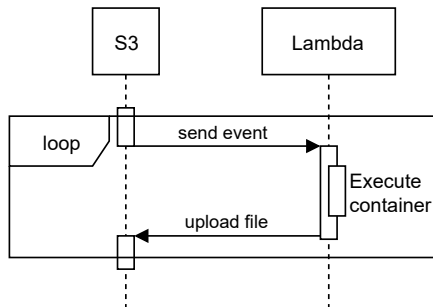 S3
Lambda
loop
send event
Execute
container
upload file